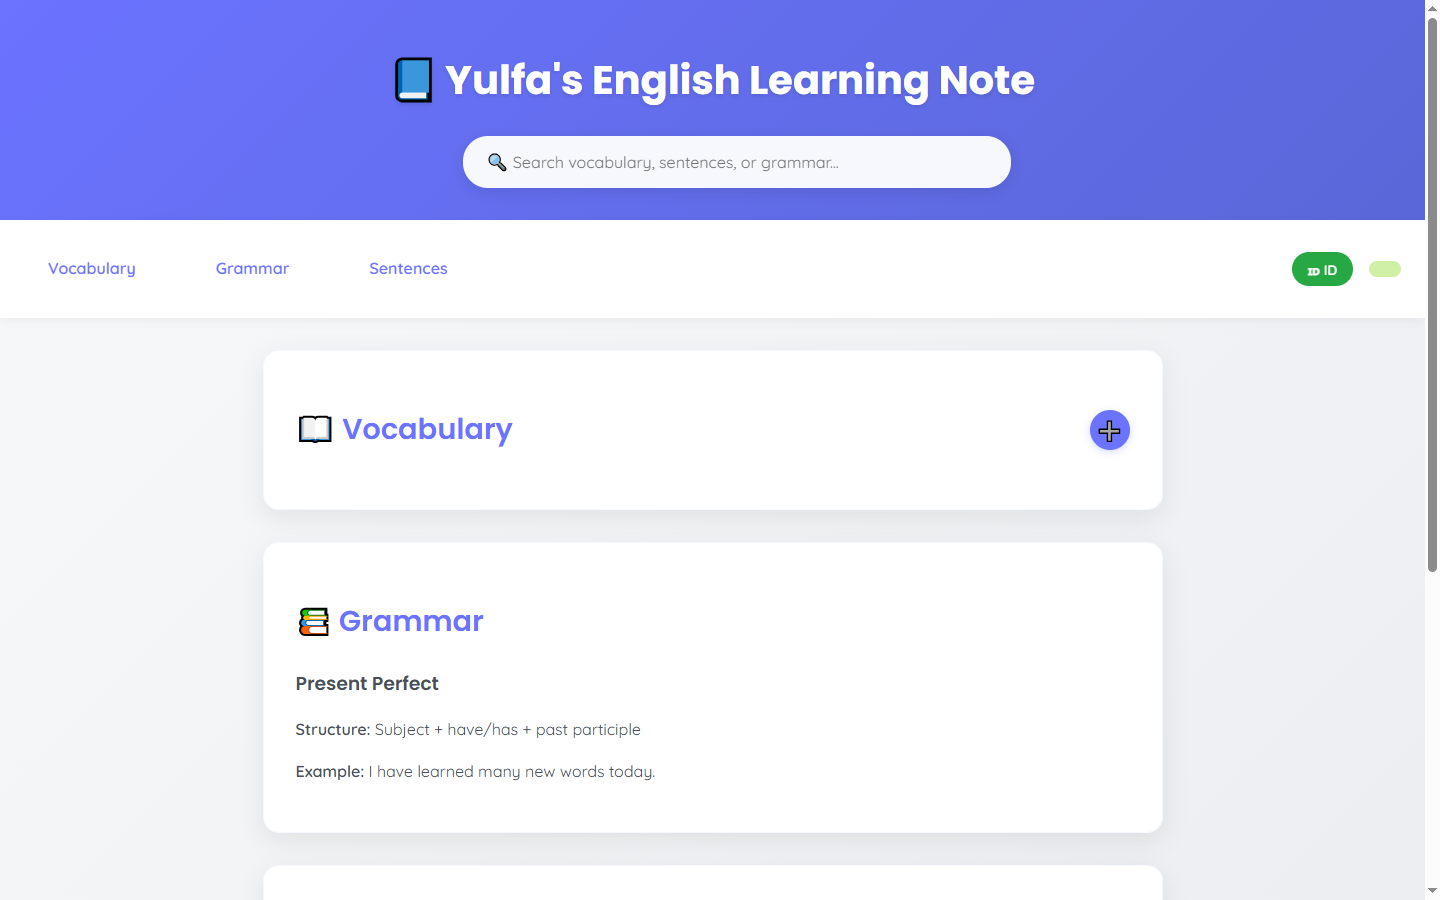 📘 Yulfa's English Learning Note
🔍 Search vocabulary, sentences, or grammar...
Vocabulary Grammar Sentences ID ID
📖 Vocabulary
➕
📚 Grammar
Present Perfect
Structure: Subject + have/has + past participle
Example: I have learned many new words today.